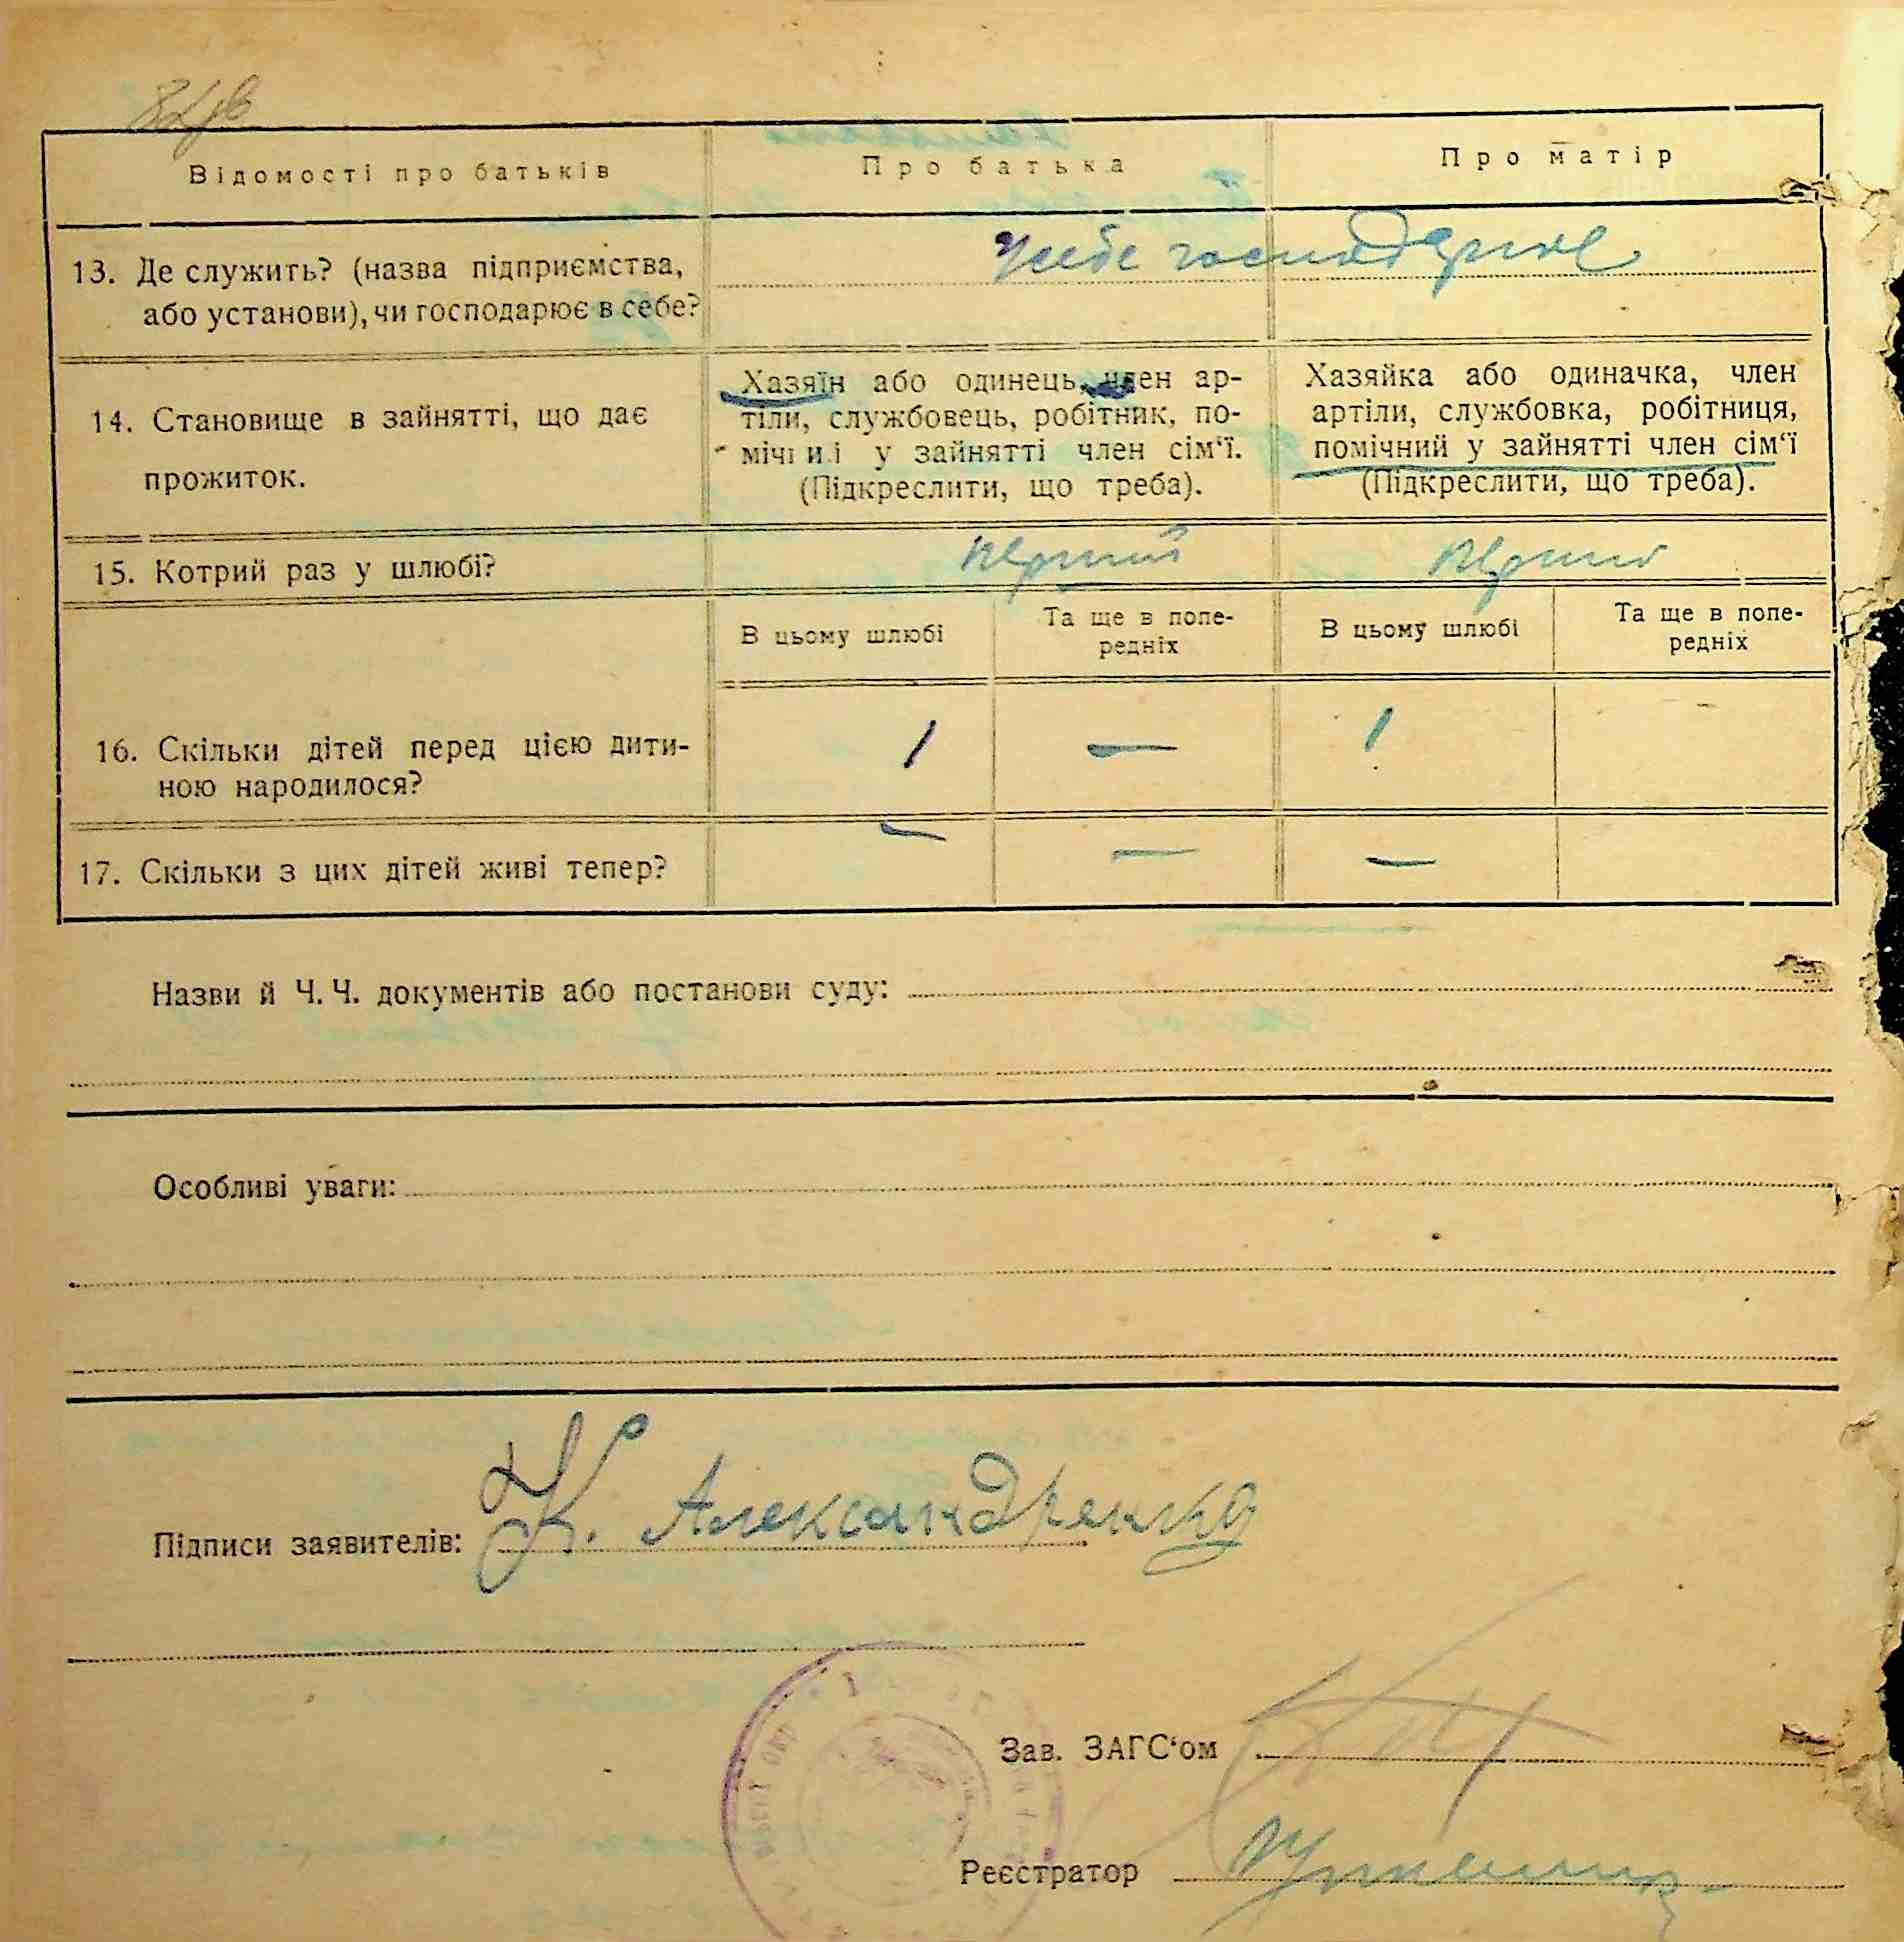 Відомості про батьків
Про батька
Про матір
13. Де служить? (назва підприємства,
або установи), чи господарює в себе?
у себе господарює
14. Становище в зайнятті, що дає
прожиток.
Хазяїн або одинець, член ар-
тіли, службовець, робітник, по-
мічний у зайнятті член сім‘ї.
(Підкреслити, що треба).
Хазяйка або одиначка, член
артіли, службовка, робітниця,
помічний у зайнятті член сім‘ї
(Підкреслити, що треба).
15. Котрий раз у шлюбі?
перший
перший
В цьому шлюбі
Та ще в попе-
редніх
В цьому шлюбі
Та ще в попе-
редніх
16. Скільки дітей перед цією дити-
ною народилося?
1 — 1 -
17. Скільки з цих дітей живі тепер?
— — —
Назви й Ч. Ч. документів або постанови суду:
Особливі уваги:
Підписи заявителів: К. Александренко
Зав. ЗАГС‘ом
Реєстратор